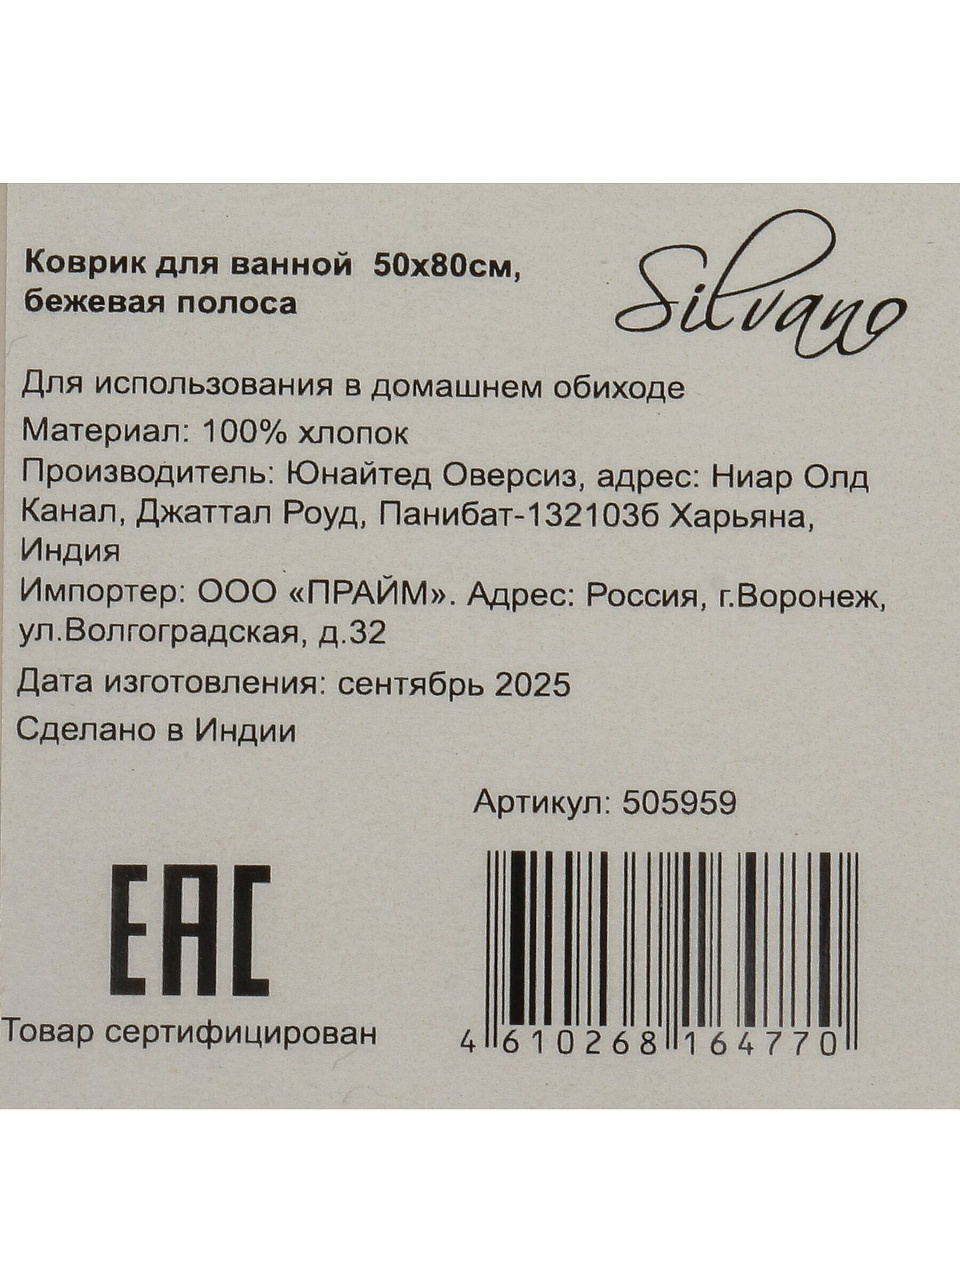 Коврик для ванной  50х80см,
бежевая полоса
Silvano
Для использования в домашнем обиходе
Материал: 100% хлопок
Производитель: Юнайтед Оверсиз, адрес: Ниар Олд
Канал, Джаттал Роуд, Панибат-132103б Харьяна,
Индия
Импортер: ООО «ПРАЙМ». Адрес: Россия, г.Воронеж,
ул.Волгоградская, д.32
Дата изготовления: сентябрь 2025
Сделано в Индии
Артикул: 505959
ЕАС
Товар сертифицирован
4 610268 164770